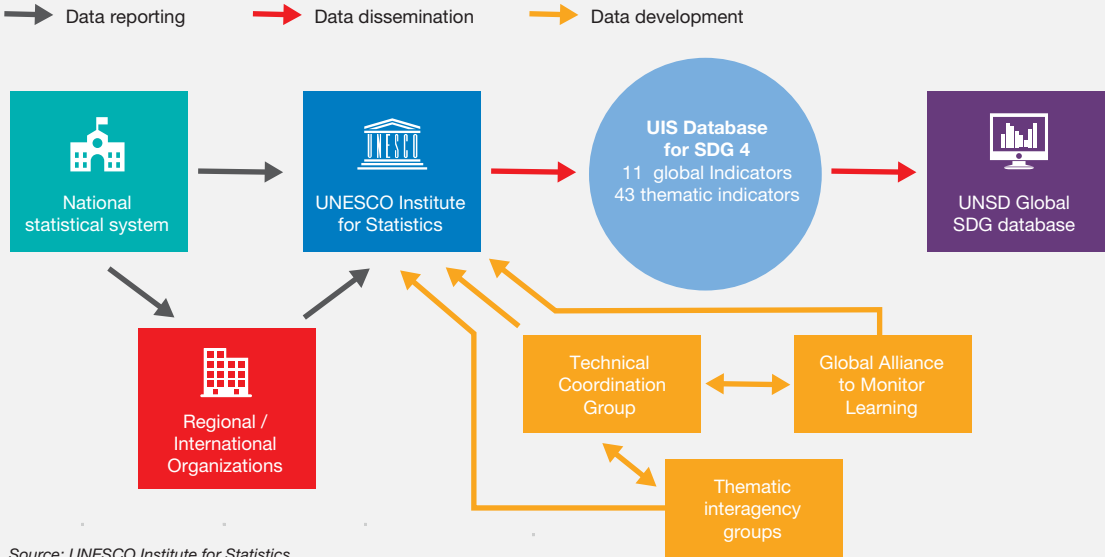 Data reporting
Data dissemination
Data development
National
statistical system
UNESCO
UNESCO Institute
for Statistics
UIS Database
for SDG 4
11 global Indicators
43 thematic indicators
UNSD Global
SDG database
Regional /
International
Organizations
Technical
Coordination
Group
Global Alliance
to Monitor
Learning
Thematic
interagency
groups
Source: UNESCO Institute for Statistics